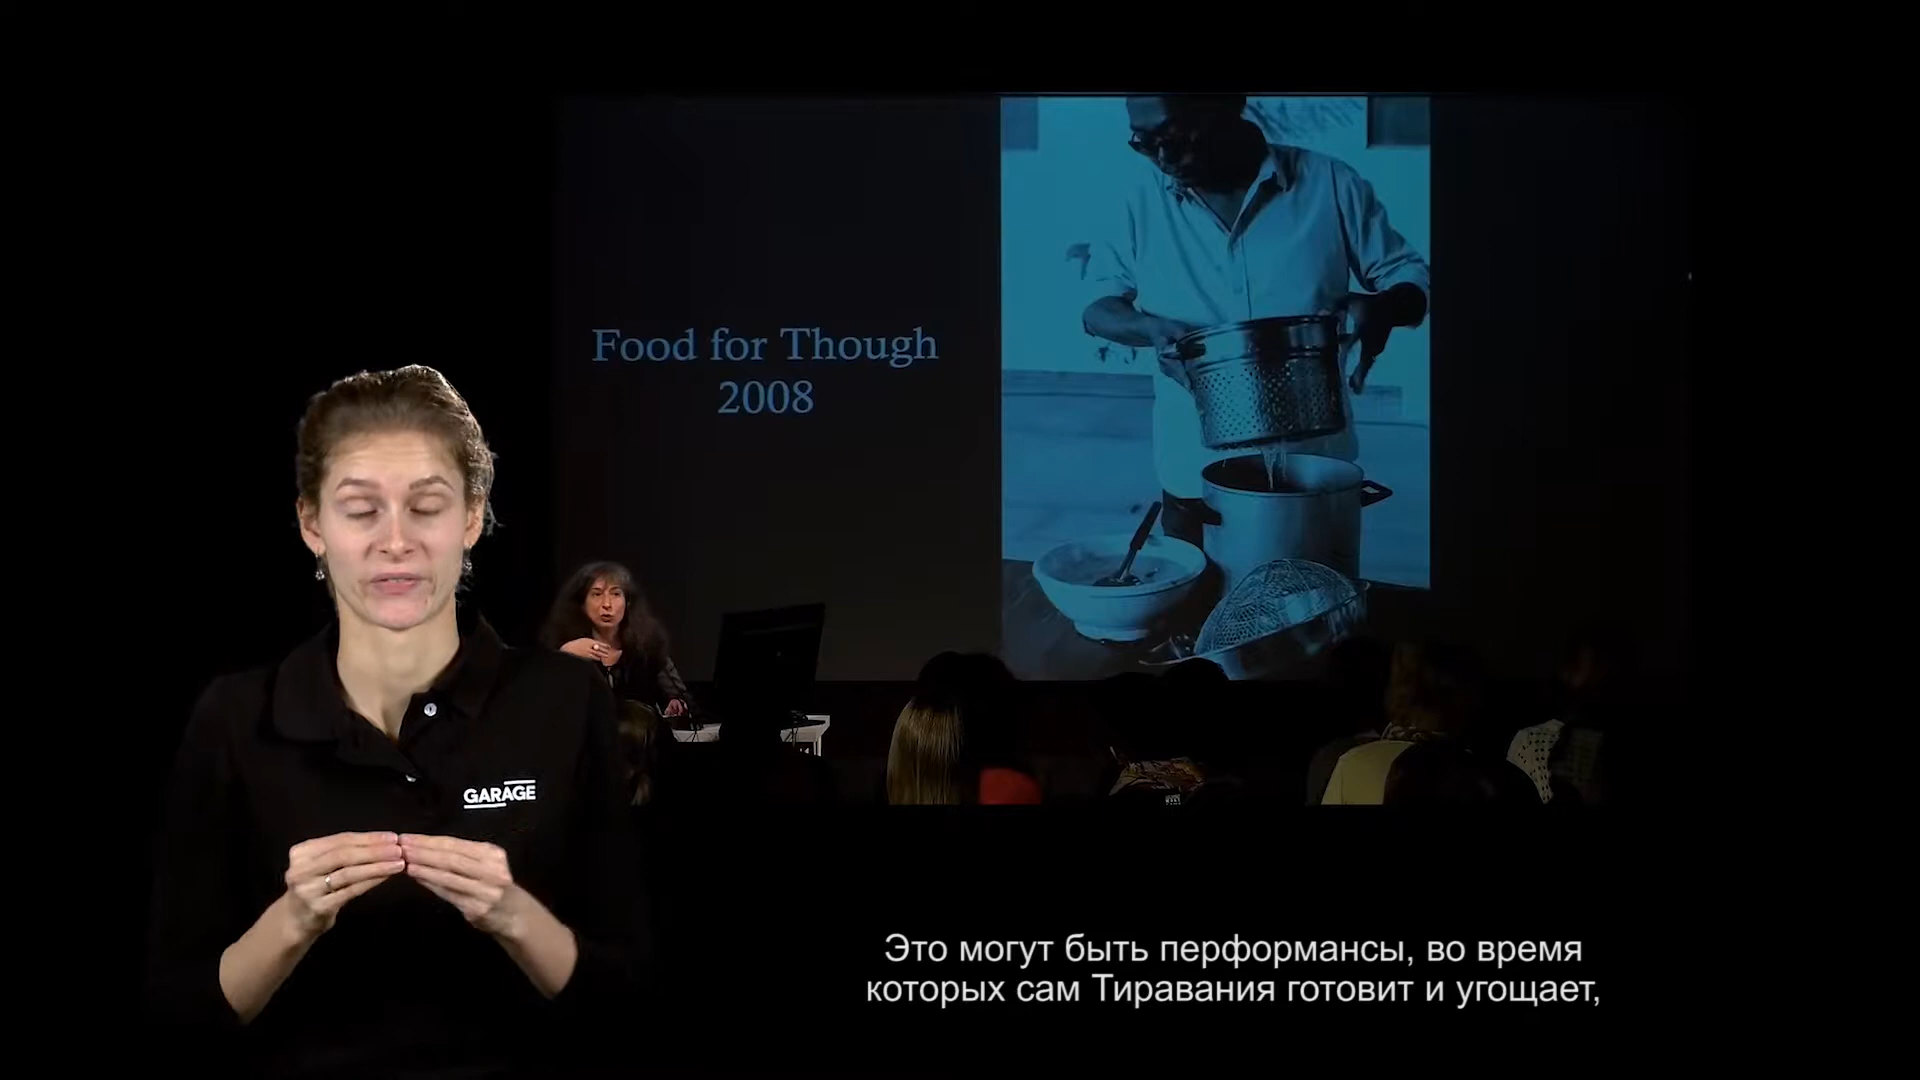 Food for Though
2008
GARAGE
Это могут быть перформансы, во время
которых сам Тиравания готовит и угощает,